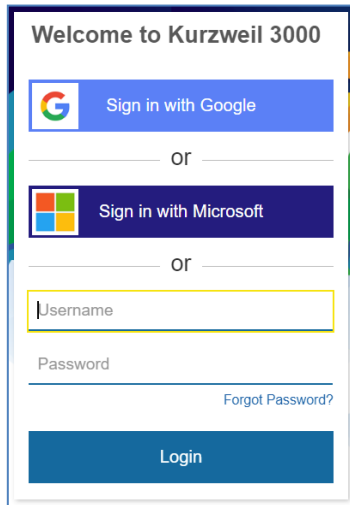 Welcome to Kurzweil 3000
Sign in with Google
or
Sign in with Microsoft
or
Username
Password
Forgot Password?
Login